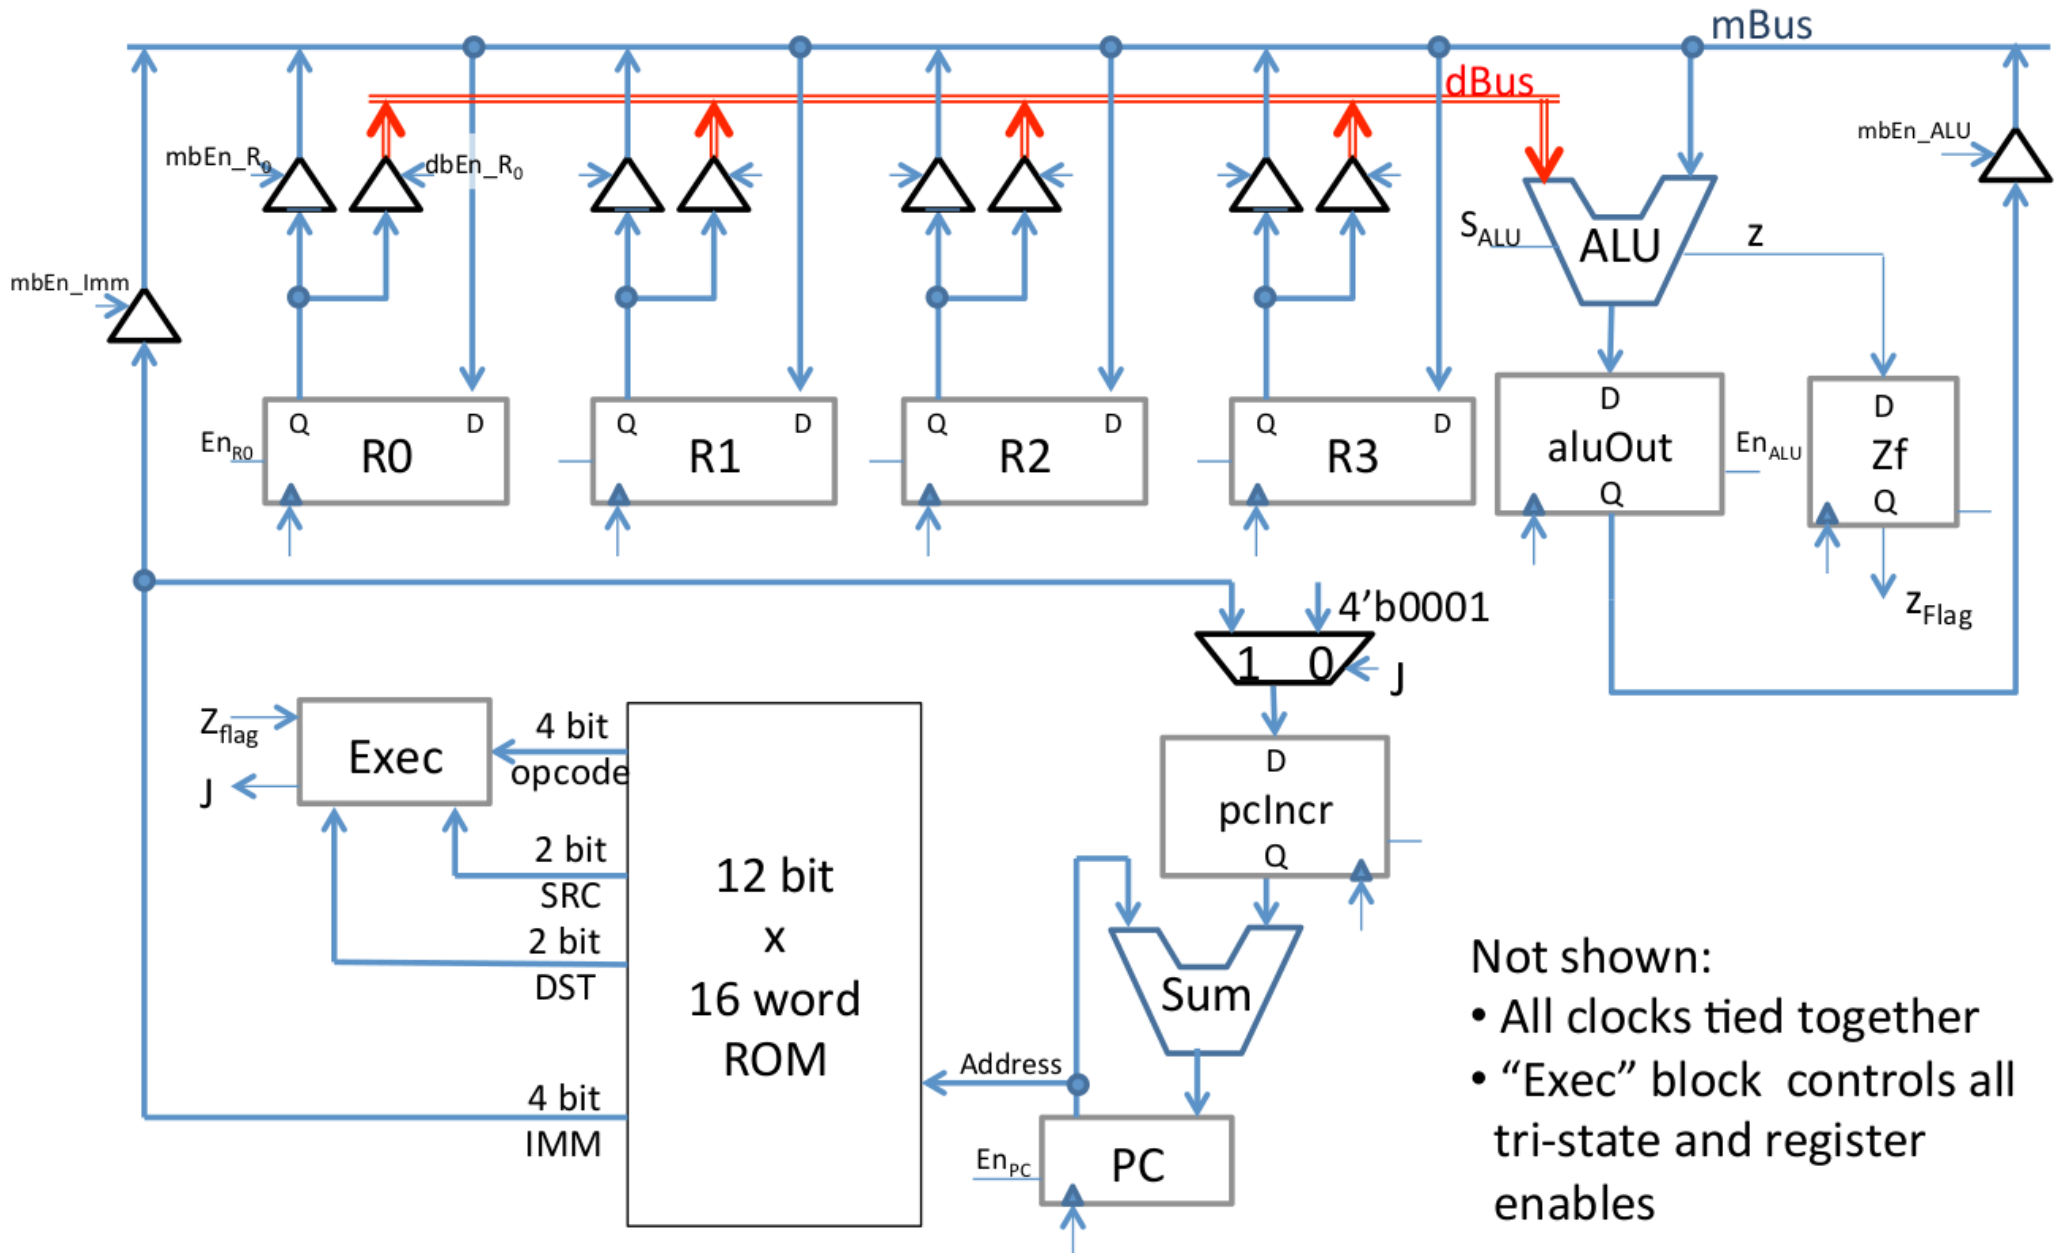 mBus
dBus
mbEn_R0
dbEn_R0
mbEn_ALU
SALU
ALU
z
mbEn_Imm
Q
D
EnR0
R0
Q
D
R1
Q
D
R2
Q
D
R3
D
aluOut
Q
EnALU
D
Zf
Q
zFlag
4’b0001
1 0
J
Zflag
J
Exec
4 bit
opcode
2 bit
SRC
2 bit
DST
4 bit
IMM
12 bit
x
16 word
ROM
D
pcIncr
Q
Sum
Address
EnPC
PC
Not shown:
• All clocks tied together
• “Exec” block controls all
tri-state and register
enables